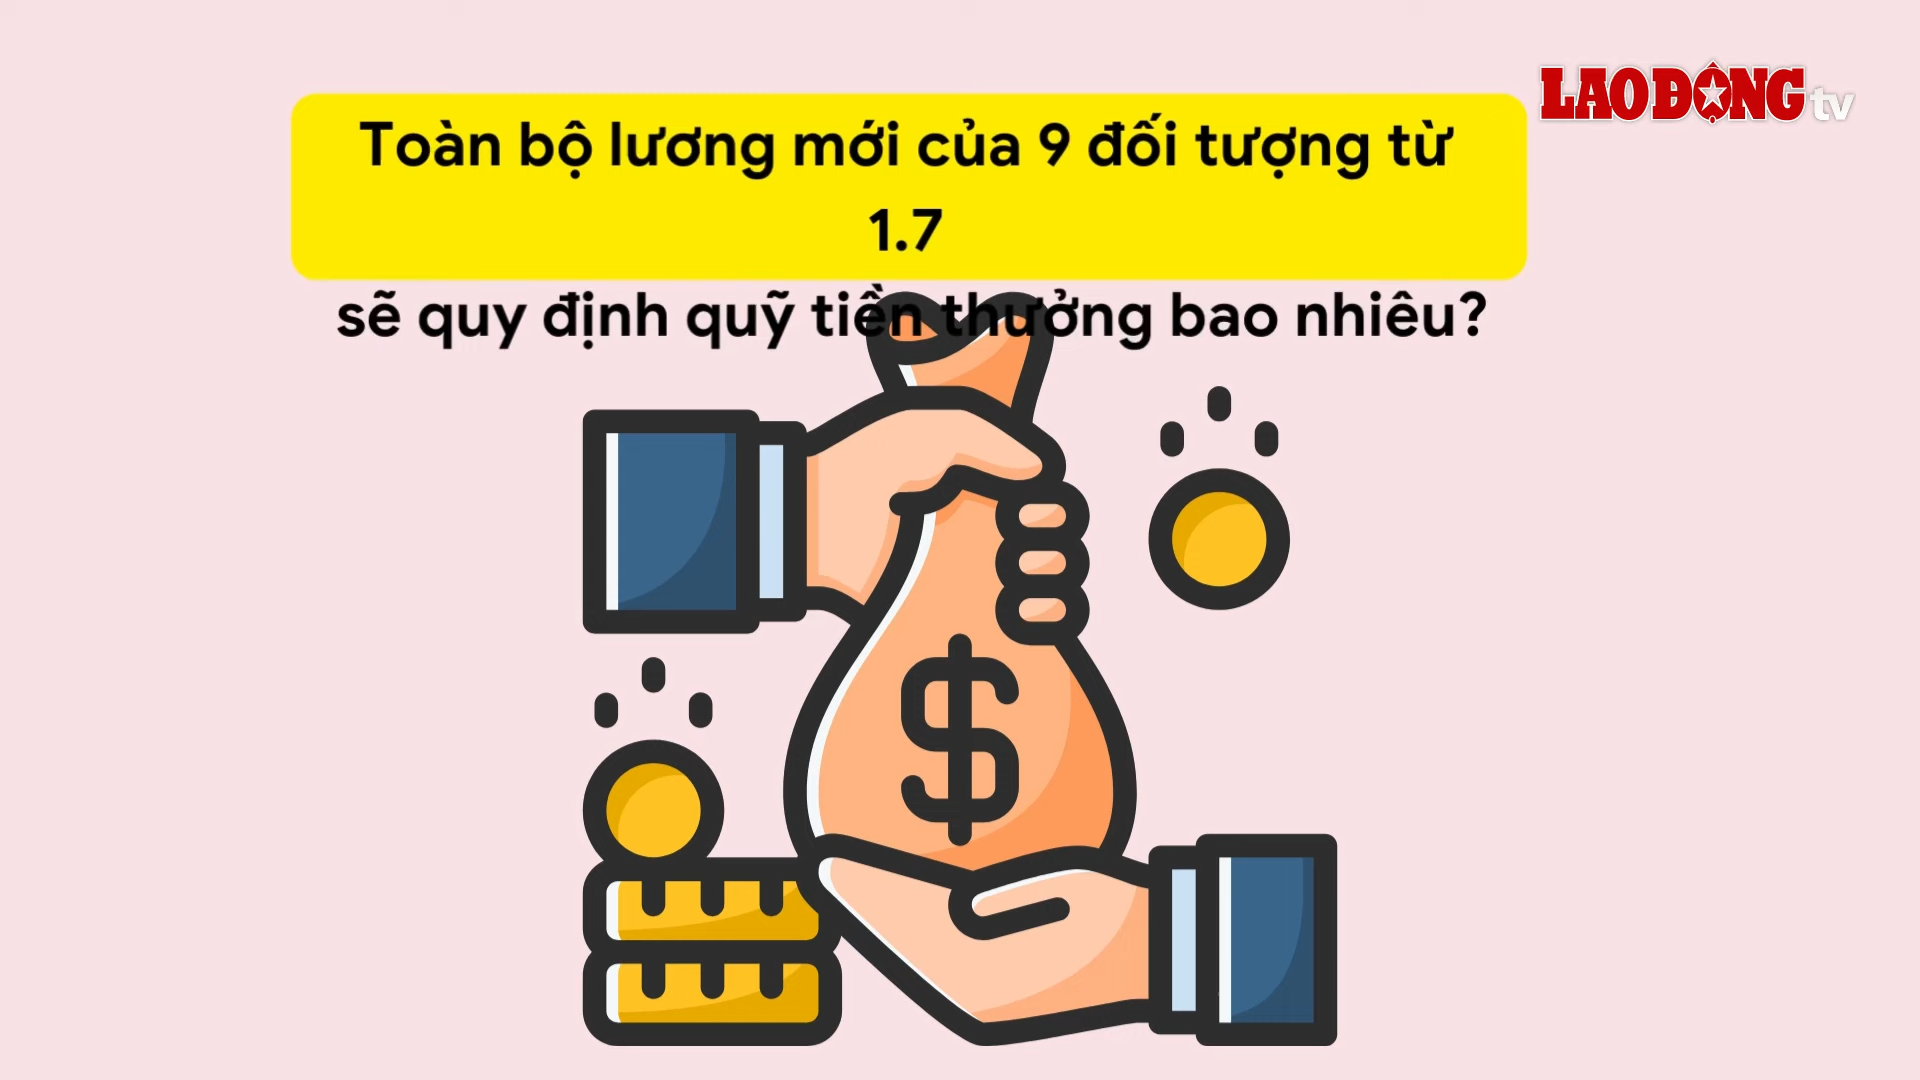 LAO ĐỘNG tv
Toàn bộ lương mới của 9 đối tượng từ
1.7
sẽ quy định quỹ tiền thưởng bao nhiêu?
$